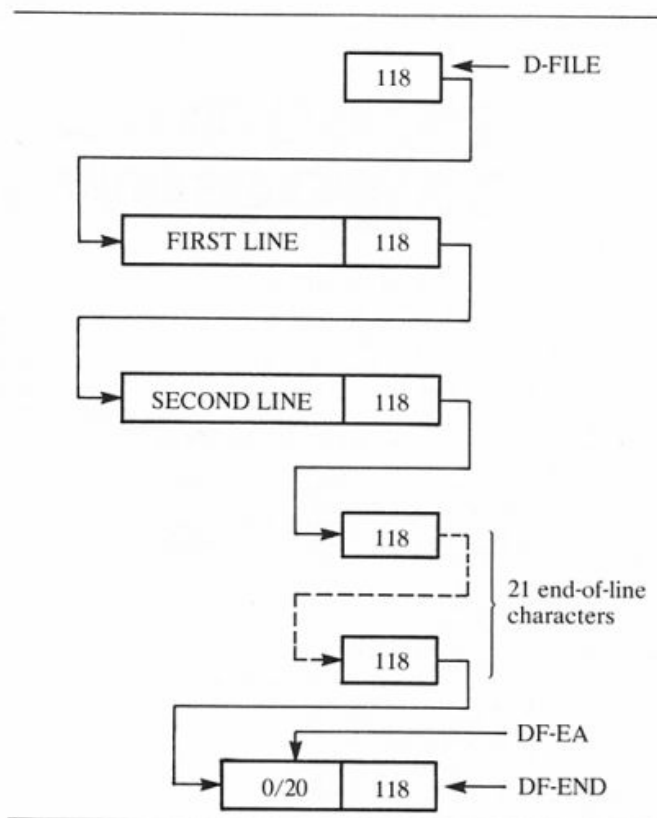 118 D-FILE
FIRST LINE 118
SECOND LINE 118
118
21 end-of-line
characters
118
DF-EA
0/20 118 DF-END